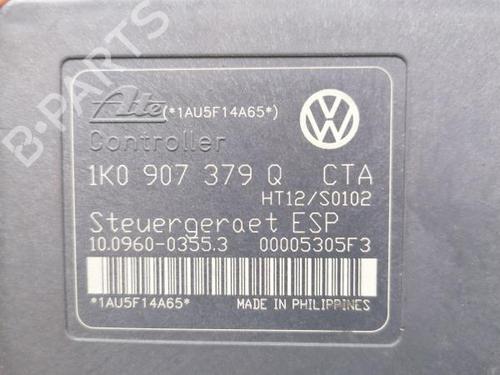 Ate (*1AU5F14A65*)
Controller
1K0 907 379 Q CTA
HT12/S0102
Steuergeraet ESP
10.0960-0355.3 00005305F3
*1AU5F14A65* MADE IN PHILIPPINES
B-PARTS